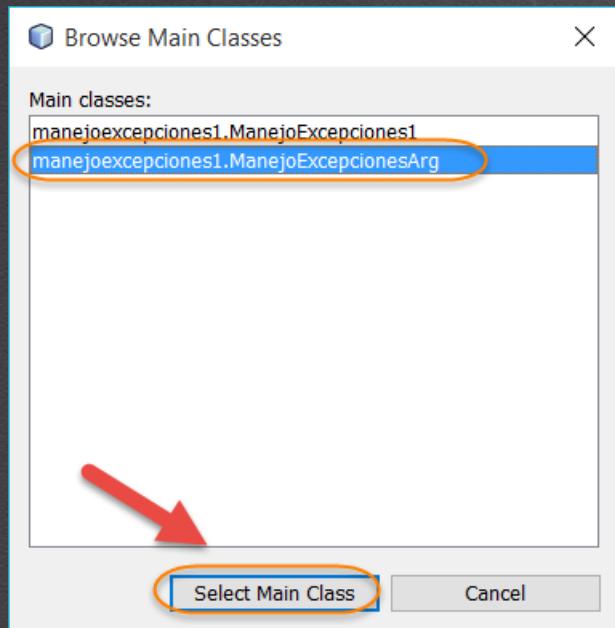 Browse Main Classes
Main classes:
manejoexcepciones1.ManejoExcepciones1
manejoexcepciones1.ManejoExcepcionesArg
Select Main Class Cancel